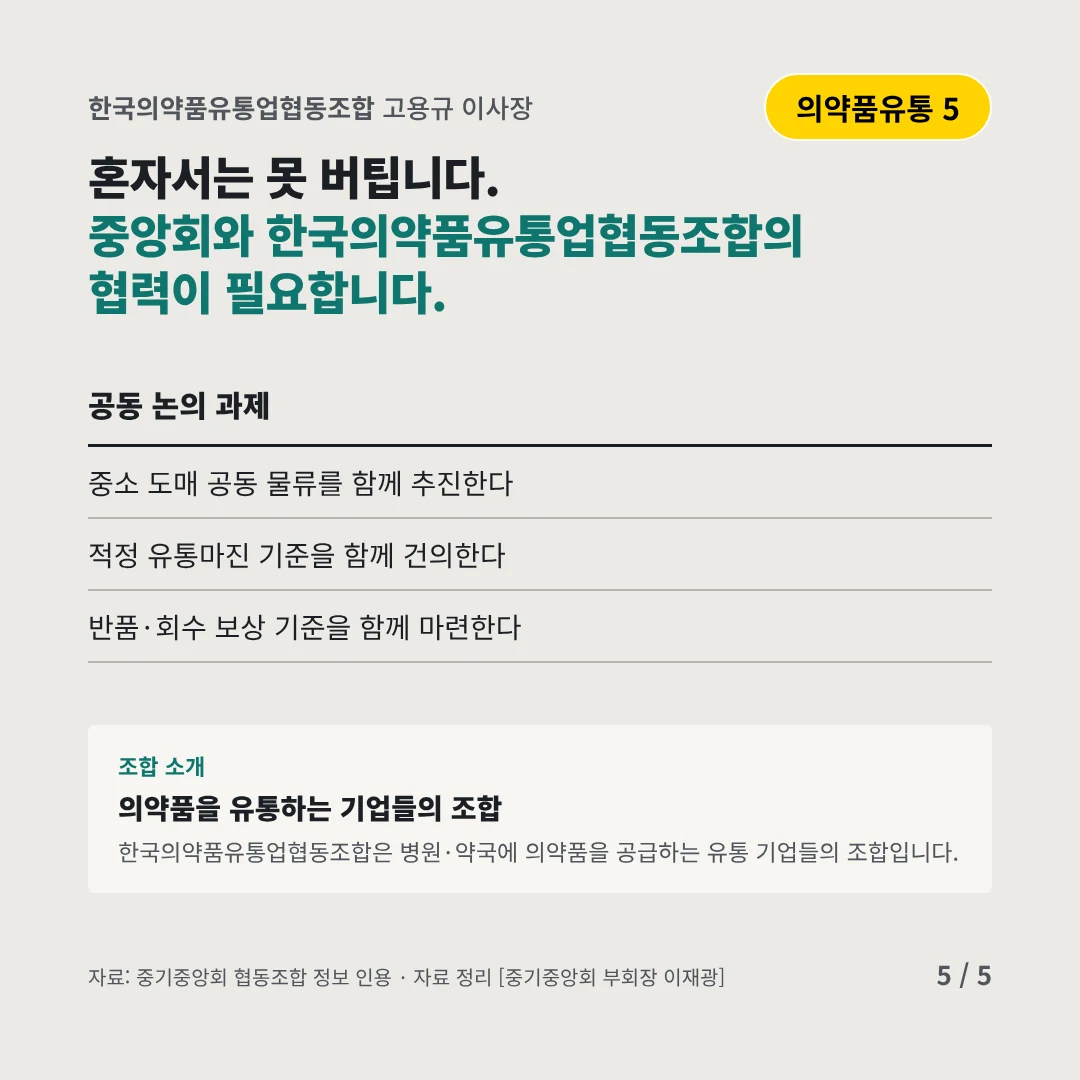 한국의약품유통업협동조합 고용규 이사장
의약품유통 5
혼자서는 못 버팁니다.
중앙회와 한국의약품유통업협동조합의
협력이 필요합니다.
공동 논의 과제
중소 도매 공동 물류를 함께 추진한다
적정 유통마진 기준을 함께 건의한다
반품·회수 보상 기준을 함께 마련한다
조합 소개
의약품을 유통하는 기업들의 조합
한국의약품유통업협동조합은 병원·약국에 의약품을 공급하는 유통 기업들의 조합입니다.
자료: 중기중앙회 협동조합 정보 인용 · 자료 정리 [중기중앙회 부회장 이재광]
5 / 5